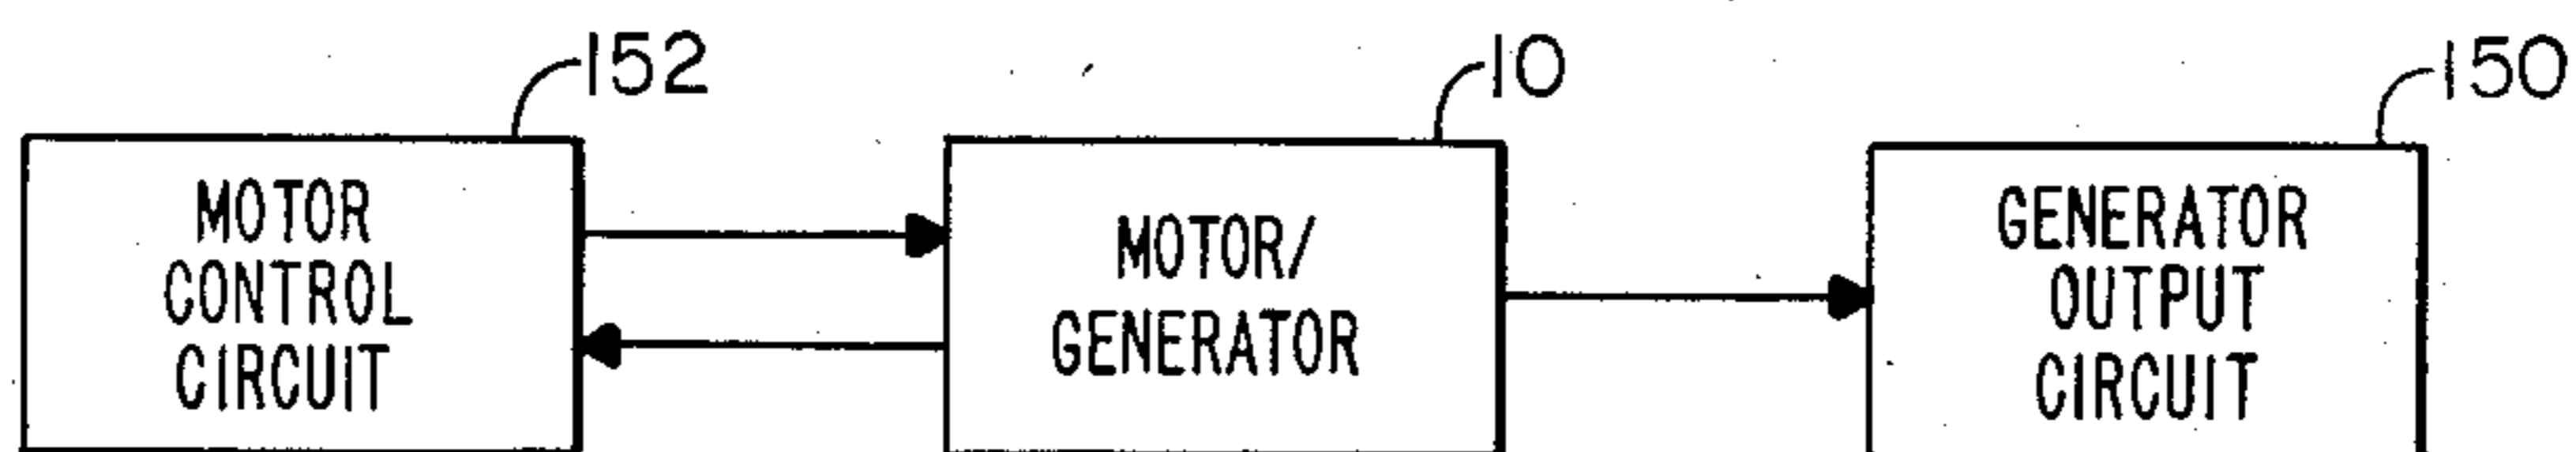 152
10
150
MOTOR
CONTROL
CIRCUIT
MOTOR/
GENERATOR
GENERATOR
OUTPUT
CIRCUIT